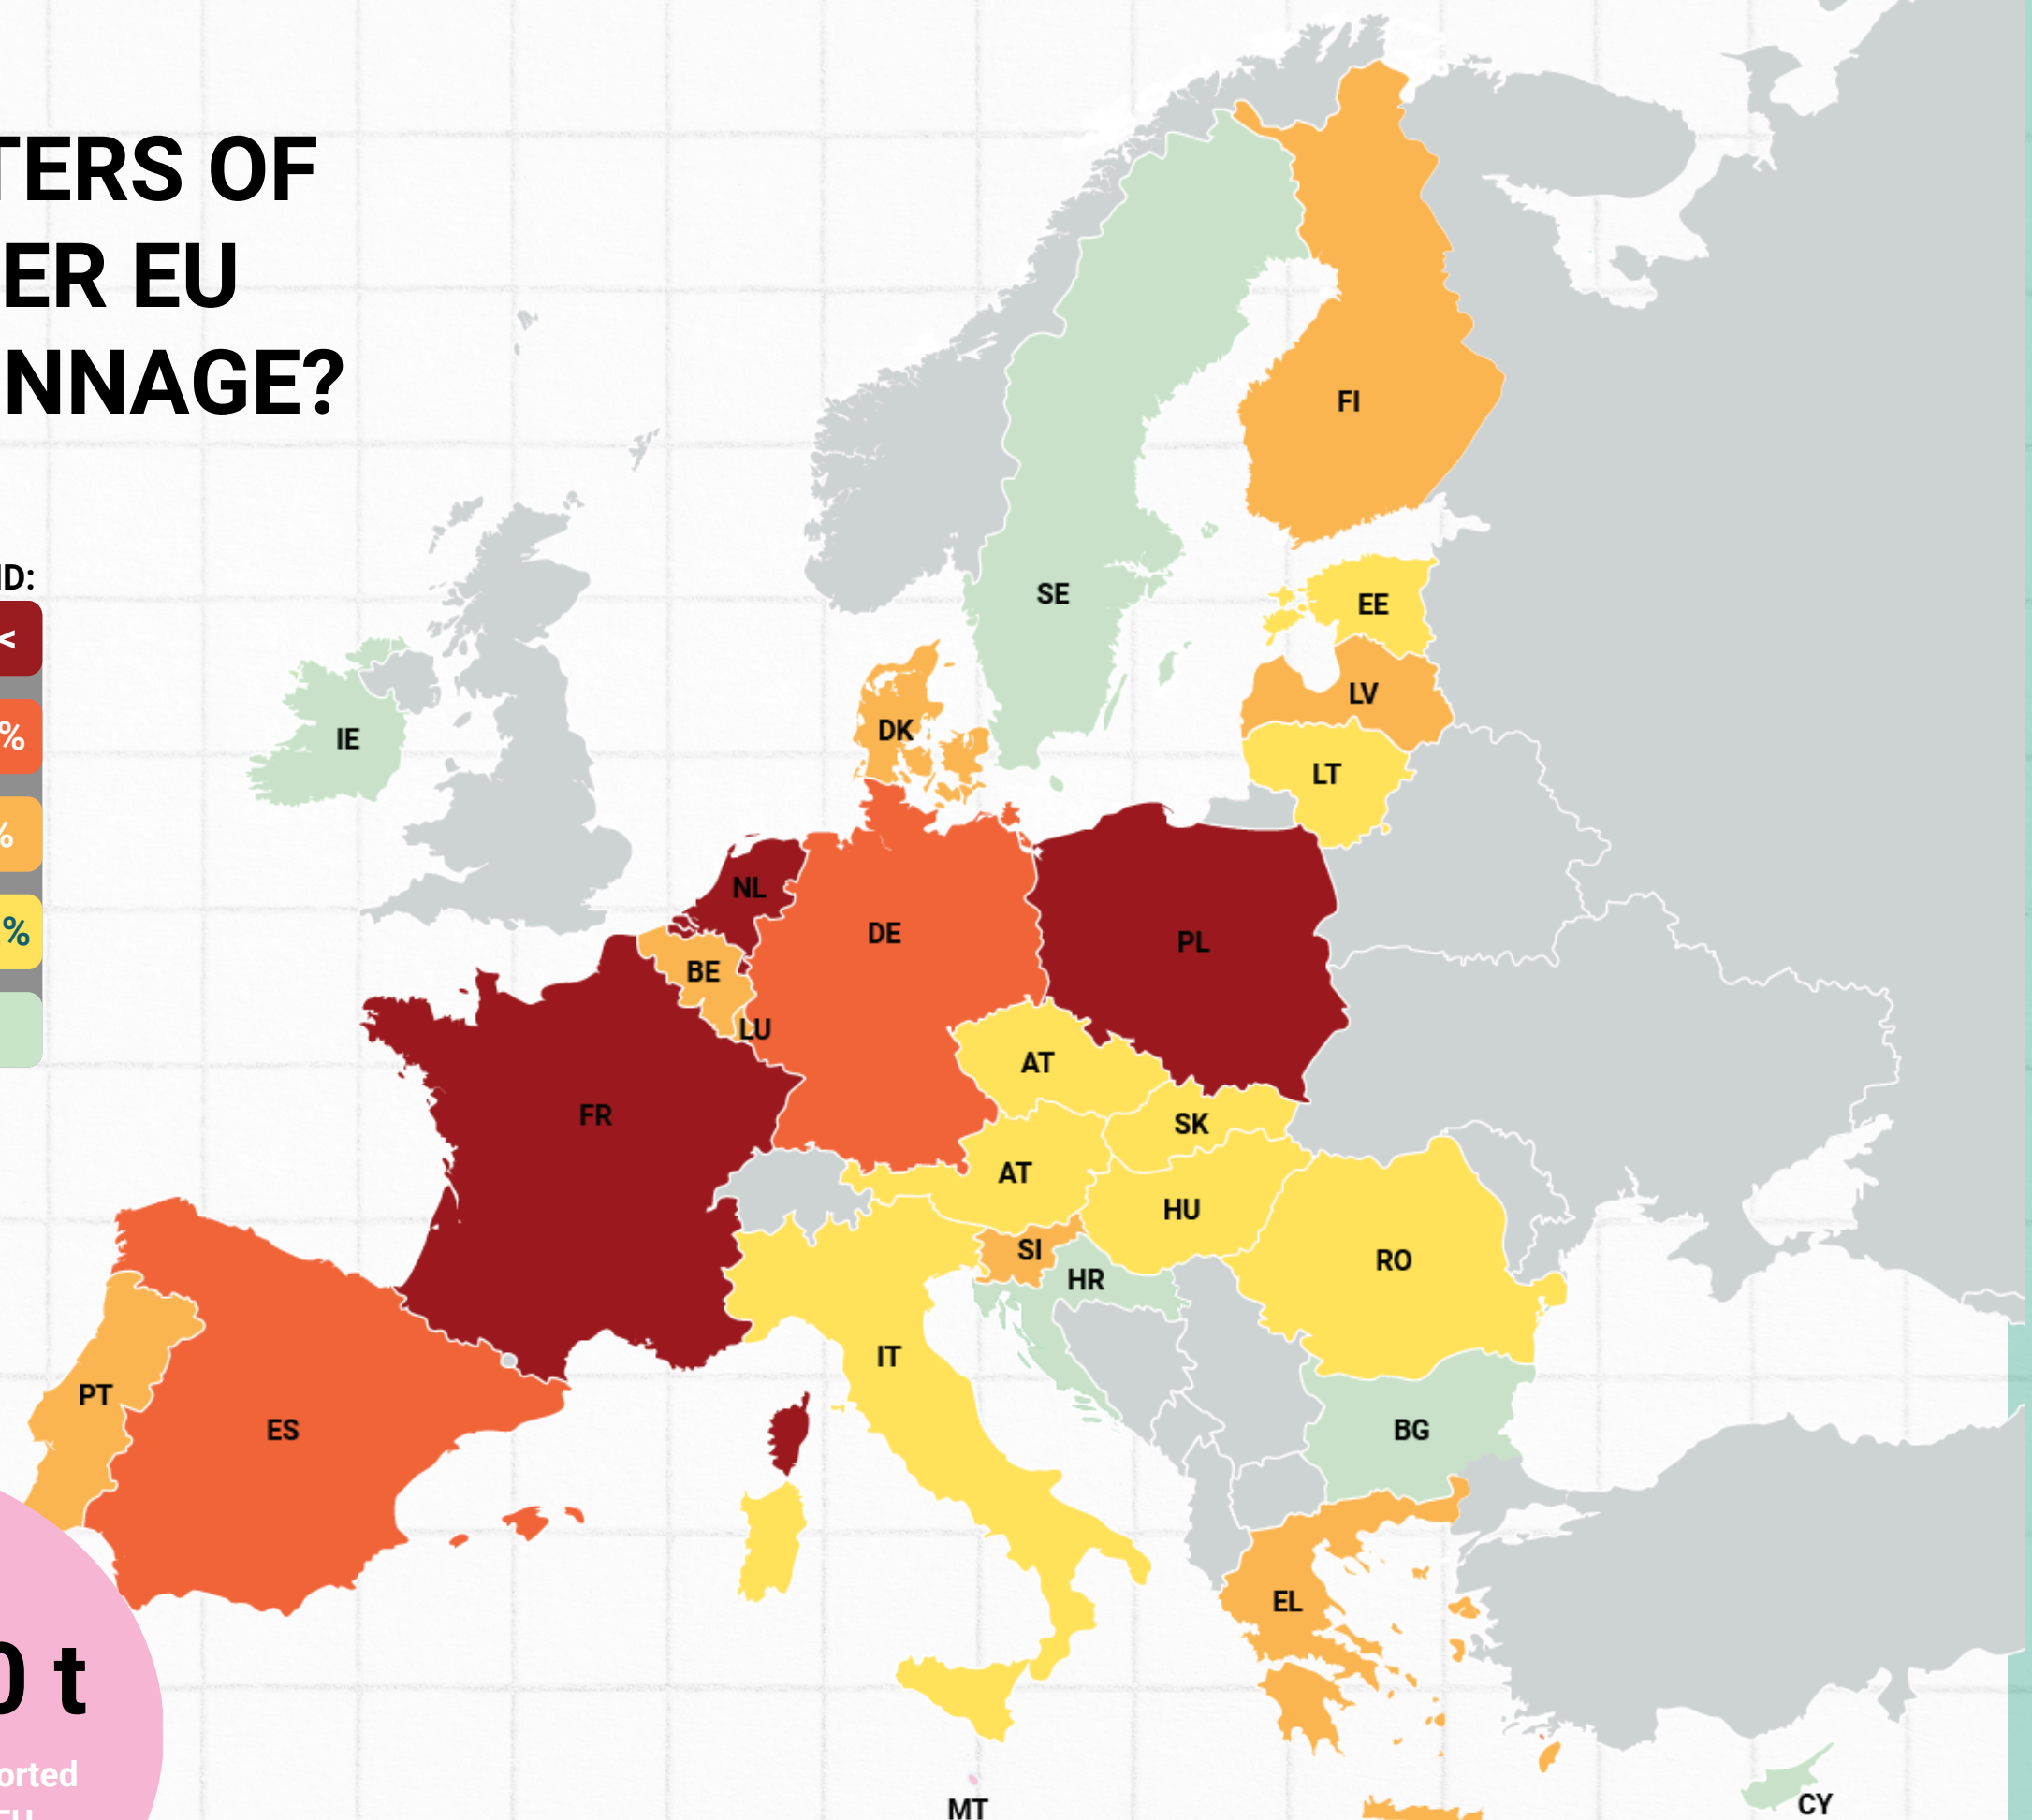 TERS OF
ER EU
NNAGE?
ID:
<
%
%
%
FI
SE
EE
LV
LT
IE
DK
NL
DE
PL
BE
LU
AT
FR
SK
AT
HU
SI
RO
HR
IT
PT
ES
BG
EL
0 t
orted
EU
MT
CY